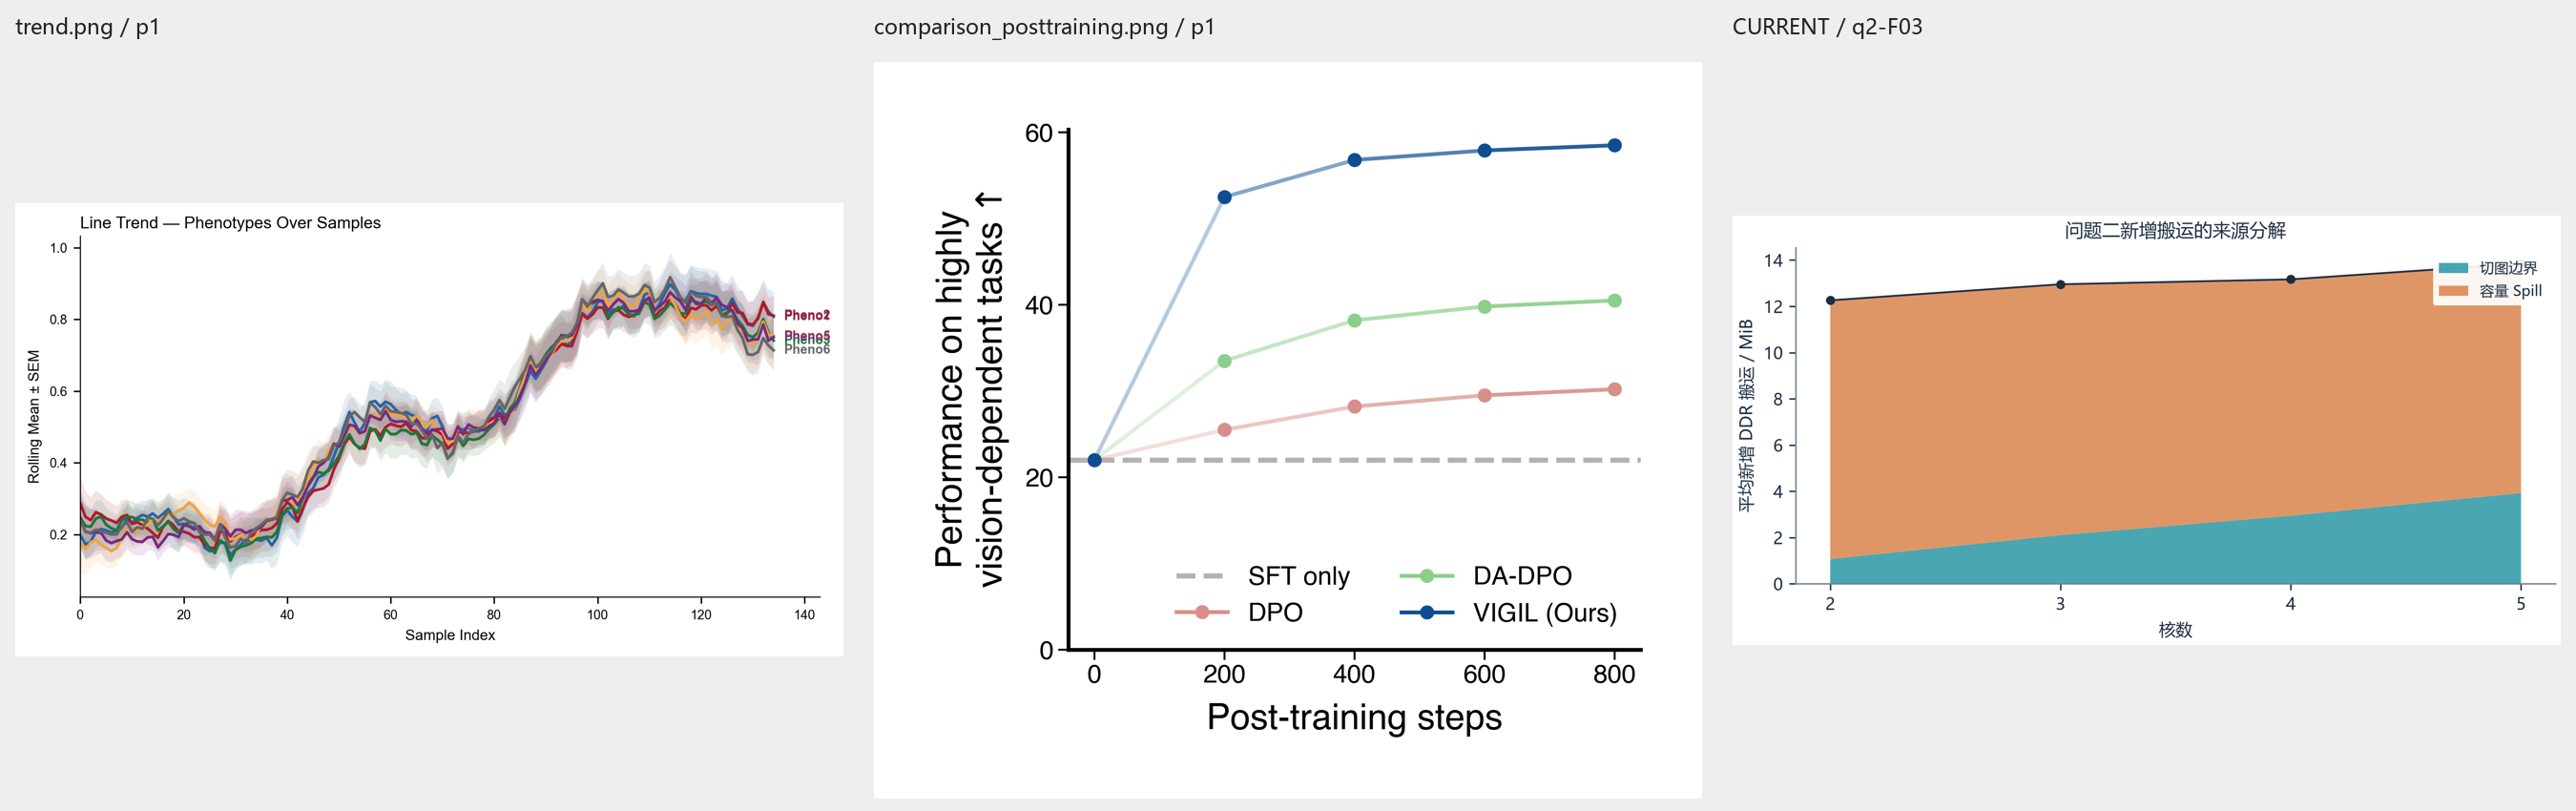 trend.png / p1
Line Trend — Phenotypes Over Samples
1.0
0.8
0.6
0.4
0.2
Rolling Mean ± SEM
0
20
40
60
80
100
120
140
Sample Index
Pheno2
Pheno5
Pheno6
comparison_posttraining.png / p1
60
40
20
0
Performance on highly
vision-dependent tasks ↑
SFT only
DPO
DA-DPO
VIGIL (Ours)
0
200
400
600
800
Post-training steps
CURRENT / q2-F03
问题二新增搬运的来源分解
14
12
10
8
6
4
2
0
平均新增 DDR 搬运 / MiB
切图边界
容量 Spill
2
3
4
5
核数